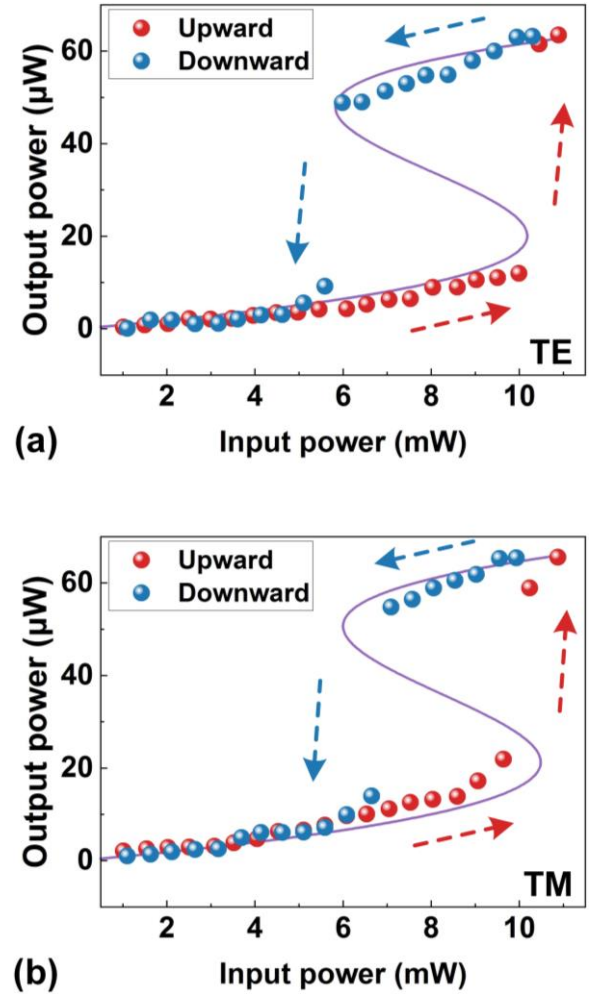 Upward
Downward
60
40
20
0
Output power (µW)
2 4 6 8 10
Input power (mW)
TE
(a)
Upward
Downward
60
40
20
0
Output power (µW)
2 4 6 8 10
Input power (mW)
TM
(b)